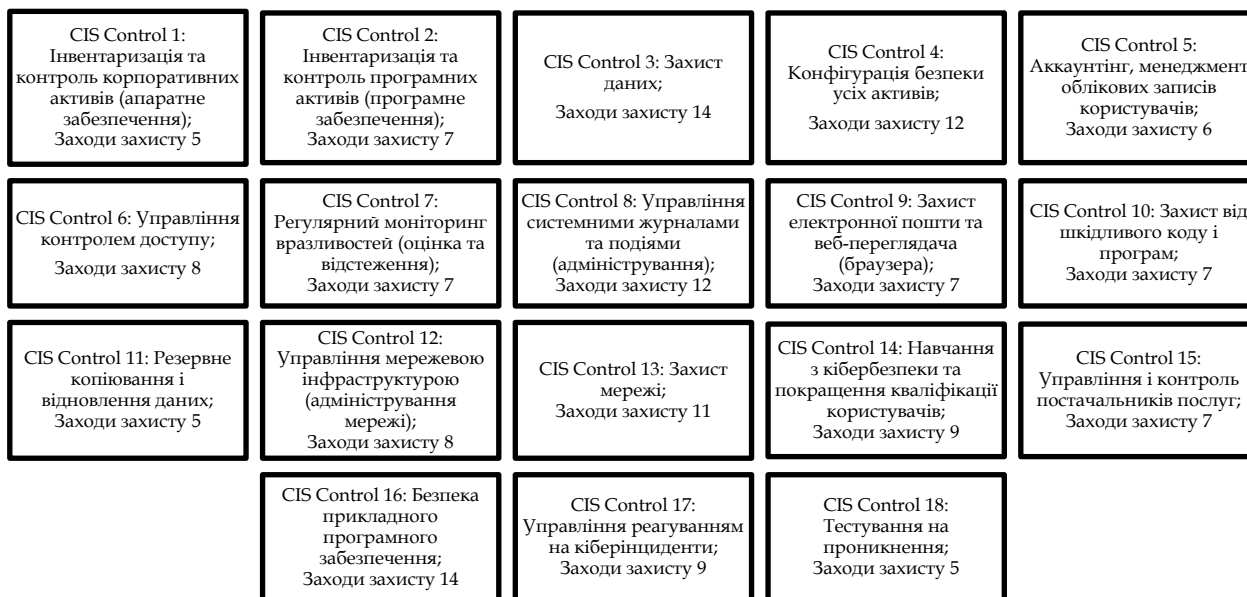 CIS Control 1:
Інвентаризація та
контроль корпоративних
активів (апаратне
забезпечення);
Заходи захисту 5
CIS Control 2:
Інвентаризація та
контроль програмних
активів (програмне
забезпечення);
Заходи захисту 7
CIS Control 3: Захист
даних;
Заходи захисту 14
CIS Control 4:
Конфігурація безпеки
усіх активів;
Заходи захисту 12
CIS Control 5:
Аккаунтінг, менеджмент
облікових записів
користувачів;
Заходи захисту 6
CIS Control 6: Управління
контролем доступу;
Заходи захисту 8
CIS Control 7:
Регулярний моніторинг
вразливостей (оцінка та
відстеження);
Заходи захисту 7
CIS Control 8: Управління
системними журналами
та подіями
(адміністрування);
Заходи захисту 12
CIS Control 9: Захист
електронної пошти та
веб-переглядача
(браузера);
Заходи захисту 7
CIS Control 10: Захист від
шкідливого коду і
програм;
Заходи захисту 7
CIS Control 11: Резервне
копіювання і
відновлення даних;
Заходи захисту 5
CIS Control 12:
Управління мережевою
інфраструктурою
(адміністрування
мережі);
Заходи захисту 8
CIS Control 13: Захист
мережі;
Заходи захисту 11
CIS Control 14: Навчання
з кібербезпеки та
покращення кваліфікації
користувачів;
Заходи захисту 9
CIS Control 15:
Управління і контроль
постачальників послуг;
Заходи захисту 7
CIS Control 16: Безпека
прикладного
програмного
забезпечення;
Заходи захисту 14
CIS Control 17:
Управління реагуванням
на кіберінциденти;
Заходи захисту 9
CIS Control 18:
Тестування на
проникнення;
Заходи захисту 5